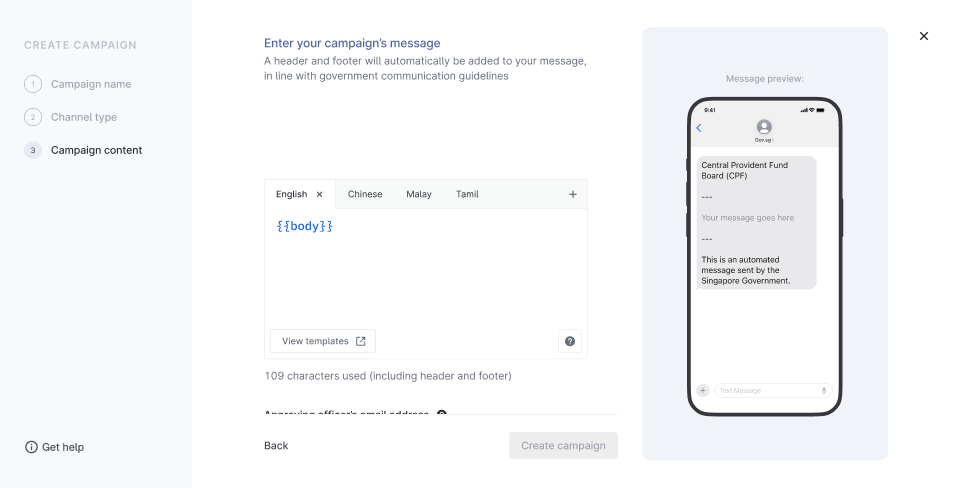 CREATE CAMPAIGN
1 Campaign name
2 Channel type
3 Campaign content
Get help
Enter your campaign's message
A header and footer will automatically be added to your message,
in line with government communication guidelines
English × Chinese Malay Tamil +
{{body}}
View templates
?
109 characters used (including header and footer)
Approving officer's email address
Back
Create campaign
Message preview:
9:41
Gov.sg ›
Central Provident Fund
Board (CPF)
---
Your message goes here
---
This is an automated
message sent by the
Singapore Government.
+ Text Message
×